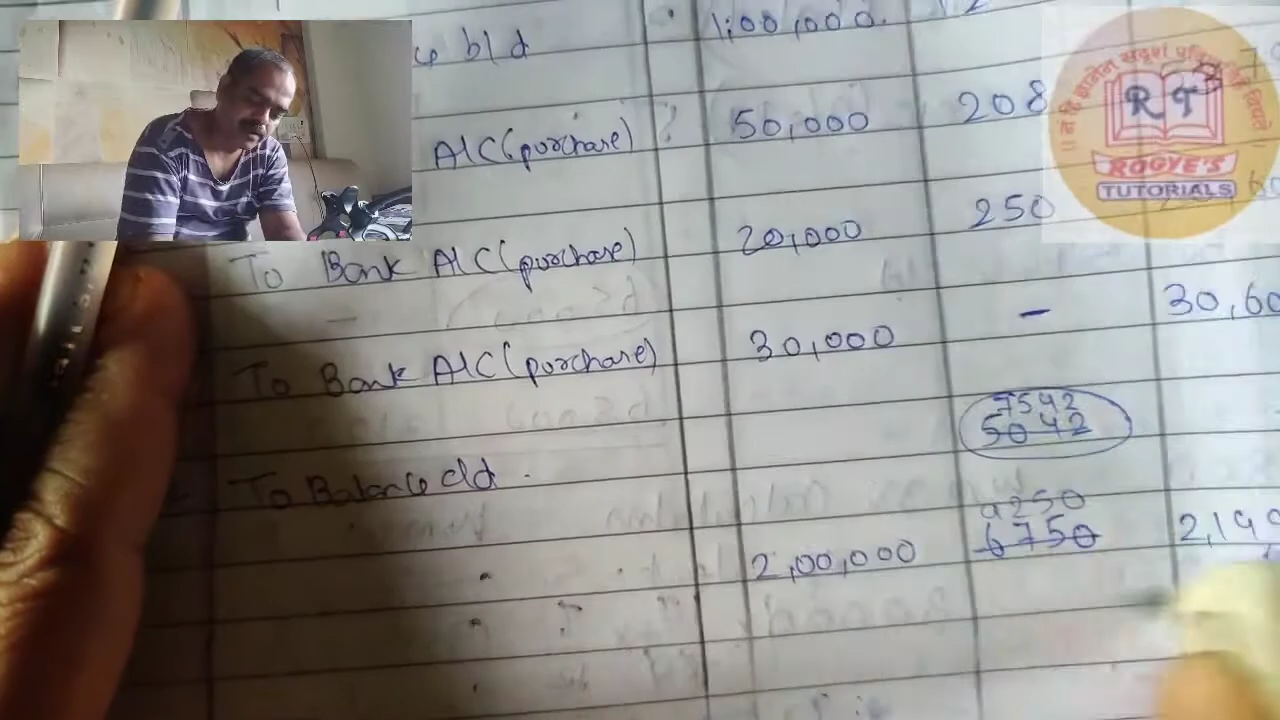 b/d 1,00,000.
A/C (purchase) 50,000 208
To Bank A/C (purchase) 20,000 250
To Bank A/C (purchase) 30,000 - 30,60
7542
5042
To Balance c/d.
9250
2,00,000 6750 2,19
R T
ROGYE'S
TUTORIALS